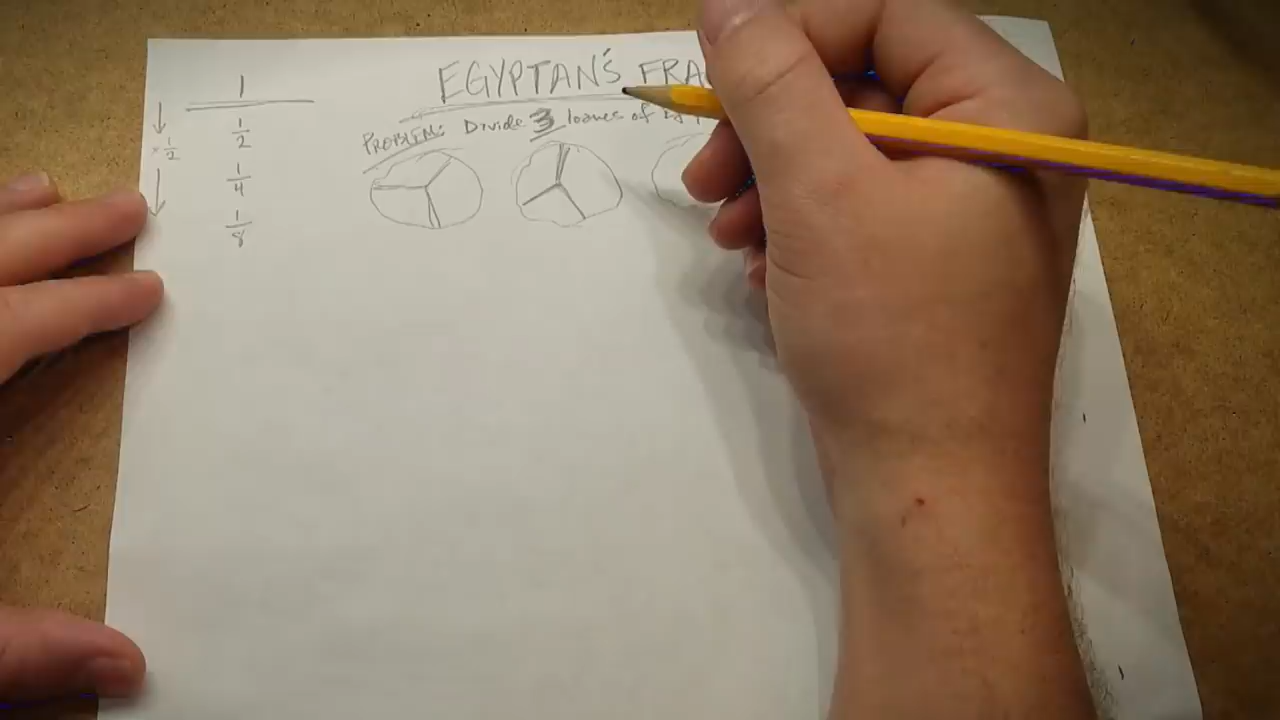 EGYPTAN'S FRA
PROBLEM: Divide 3 loaves of
1
1/2
1/4
1/8
× 1/2